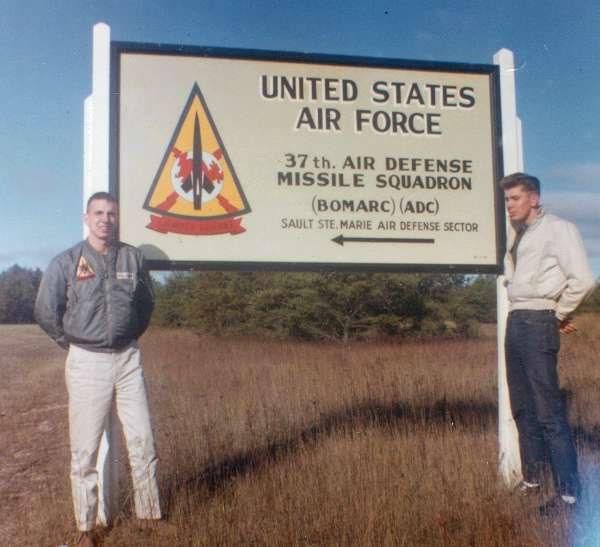 UNITED STATES
AIR FORCE
37th. AIR DEFENSE
MISSILE SQUADRON
(BOMARC) (ADC)
SAULT STE. MARIE AIR DEFENSE SECTOR